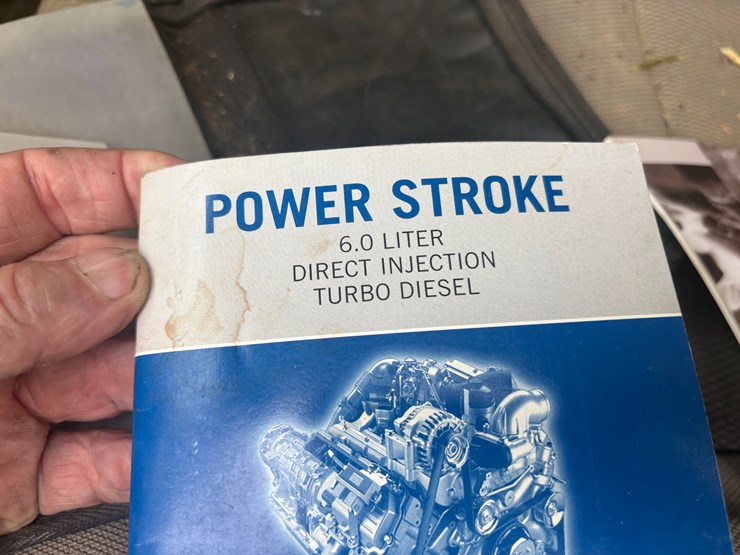 POWER STROKE
6.0 LITER
DIRECT INJECTION
TURBO DIESEL